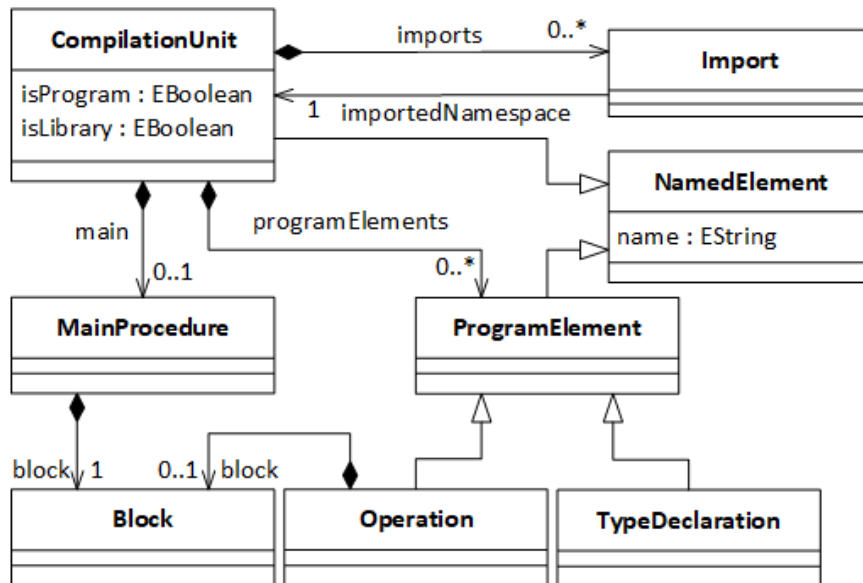 CompilationUnit
isProgram : EBoolean
isLibrary : EBoolean
imports
0..*
Import
1
importedNamespace
NamedElement
name : EString
main
0..1
programElements
0..*
MainProcedure
ProgramElement
block
1
0..1
block
Block
Operation
TypeDeclaration